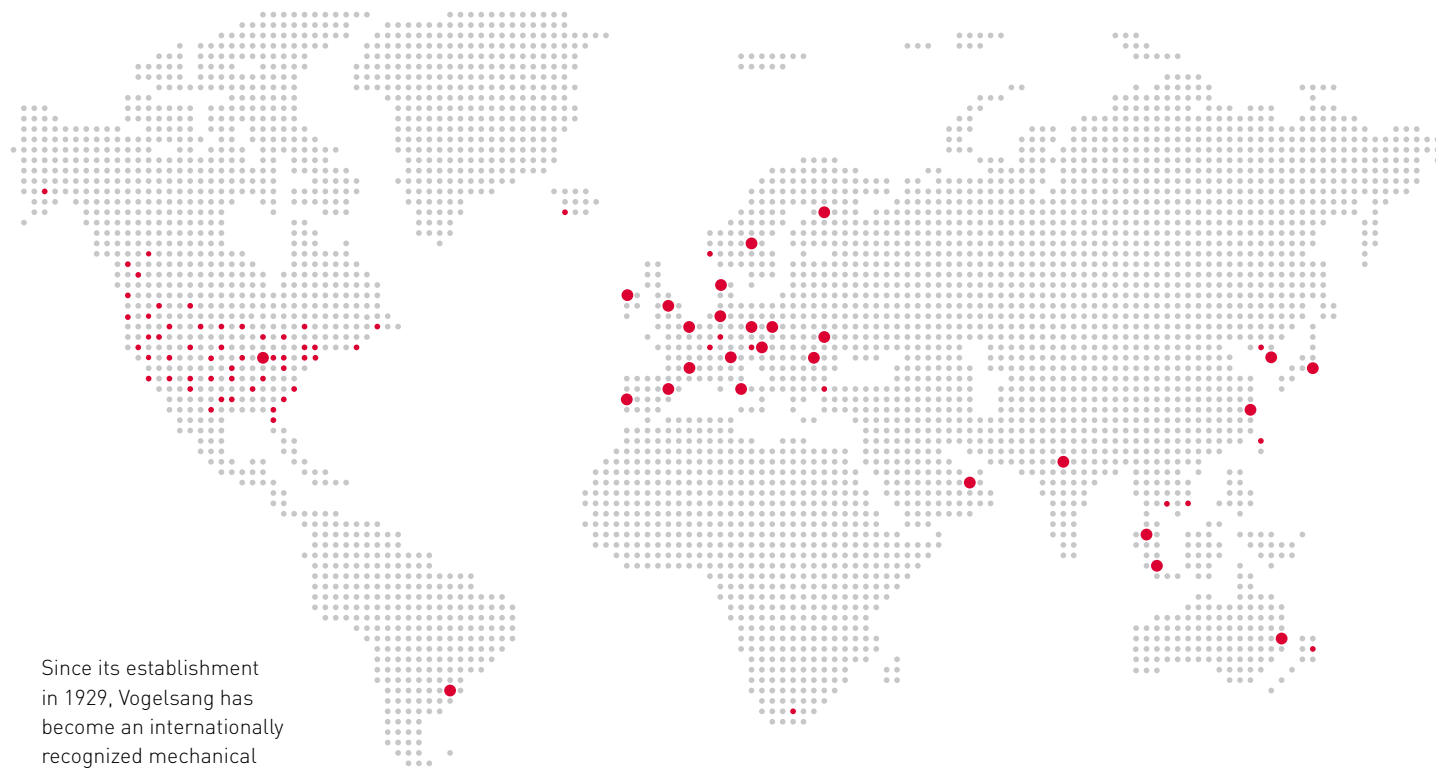 Since its establishment
in 1929, Vogelsang has
become an internationally
recognized mechanical